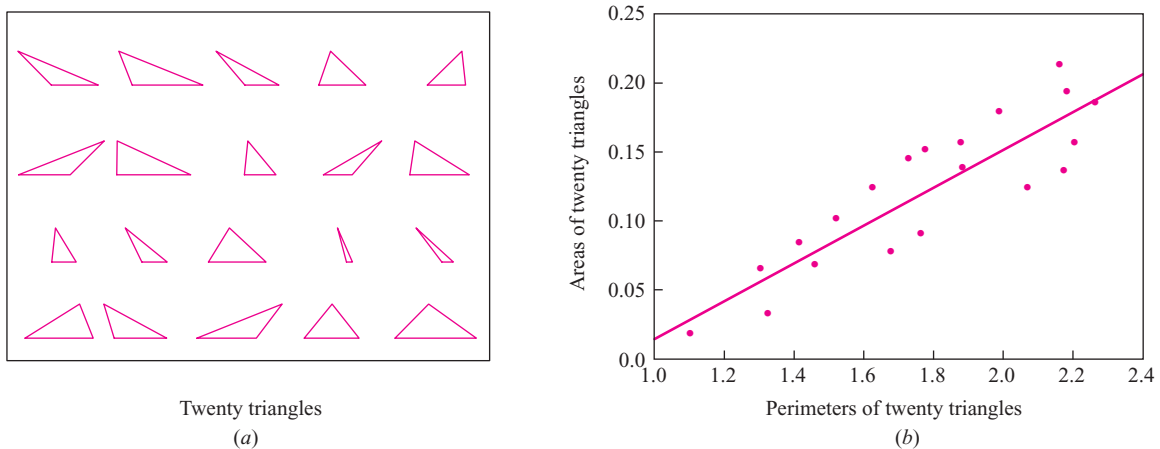 Twenty triangles
(a)
0.25
0.20
0.15
0.10
0.05
0.0
Areas of twenty triangles
1.0 1.2 1.4 1.6 1.8 2.0 2.2 2.4
Perimeters of twenty triangles
(b)